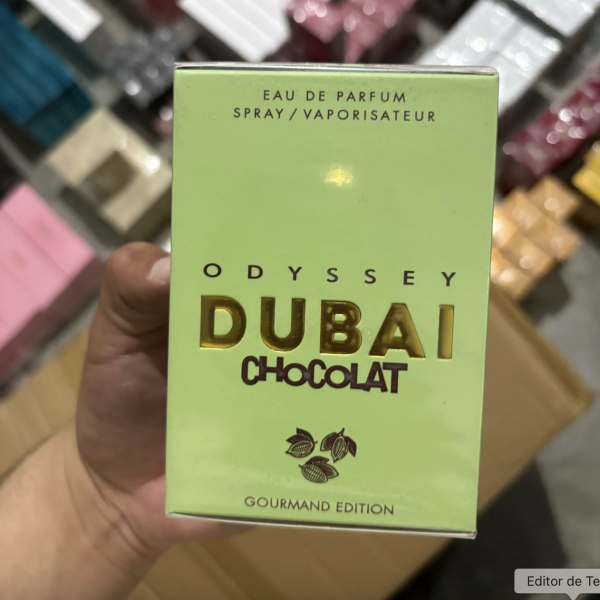 EAU DE PARFUM
SPRAY / VAPORISATEUR
ODYSSEY
DUBAI
CHOCOLAT
GOURMAND EDITION
Editor de Te